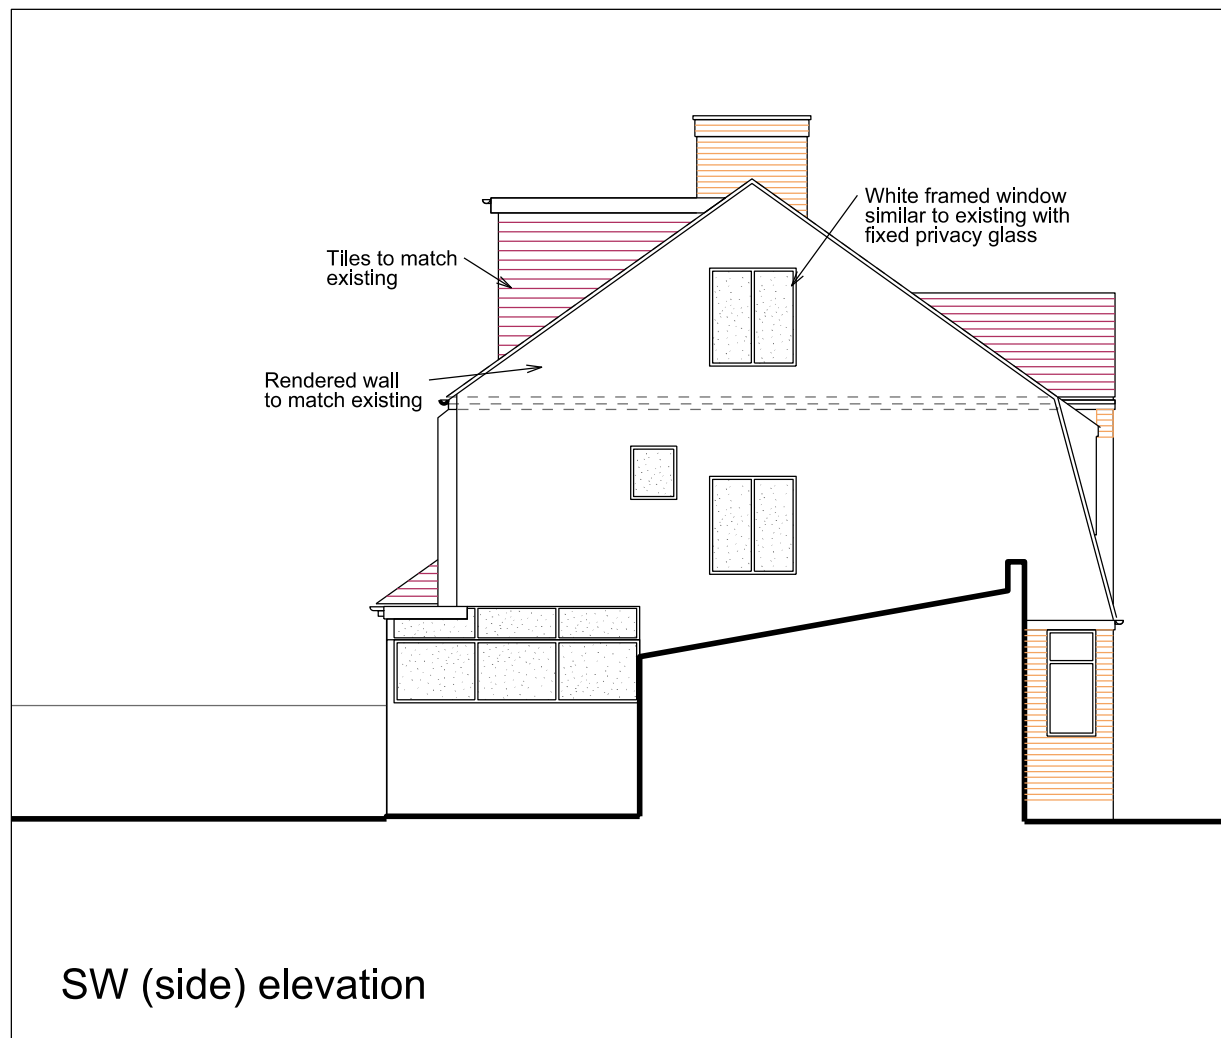 White framed window
similar to existing with
fixed privacy glass
Tiles to match
existing
Rendered wall
to match existing
SW (side) elevation